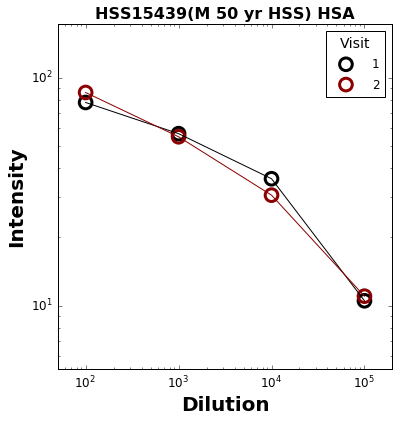 HSS15439(M 50 yr HSS) HSA
Visit
1
2
Intensity
10²
10¹
10² 10³ 10⁴ 10⁵
Dilution